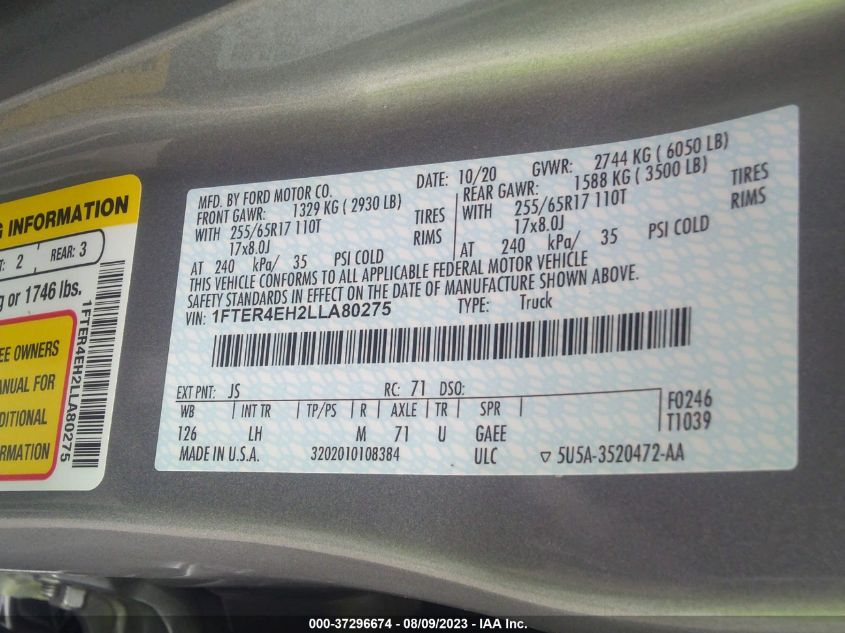 G INFORMATION
T: 2 REAR: 3
g or 1746 lbs.
EE OWNERS
ANUAL FOR
DITIONAL
RMATION
1FTER4EH2LLA80275
MFD. BY FORD MOTOR CO. DATE: 10/20 GVWR: 2744 KG ( 6050 LB)
FRONT GAWR: 1329 KG ( 2930 LB) REAR GAWR: 1588 KG ( 3500 LB)
WITH 255/65R17 110T TIRES WITH 255/65R17 110T TIRES
17x8.0J RIMS 17x8.0J RIMS
AT 240 kPa/ 35 PSI COLD AT 240 kPa/ 35 PSI COLD
THIS VEHICLE CONFORMS TO ALL APPLICABLE FEDERAL MOTOR VEHICLE
SAFETY STANDARDS IN EFFECT ON THE DATE OF MANUFACTURE SHOWN ABOVE.
VIN: 1FTER4EH2LLA80275 TYPE: Truck
EXT PNT: JS RC: 71 DSO:
WB INT TR TP/PS R AXLE TR SPR F0246
126 LH M 71 U GAEE T1039
MADE IN U.S.A. 3202010108384 ULC ▽ 5U5A-3520472-AA
000-37296674 - 08/09/2023 - IAA Inc.